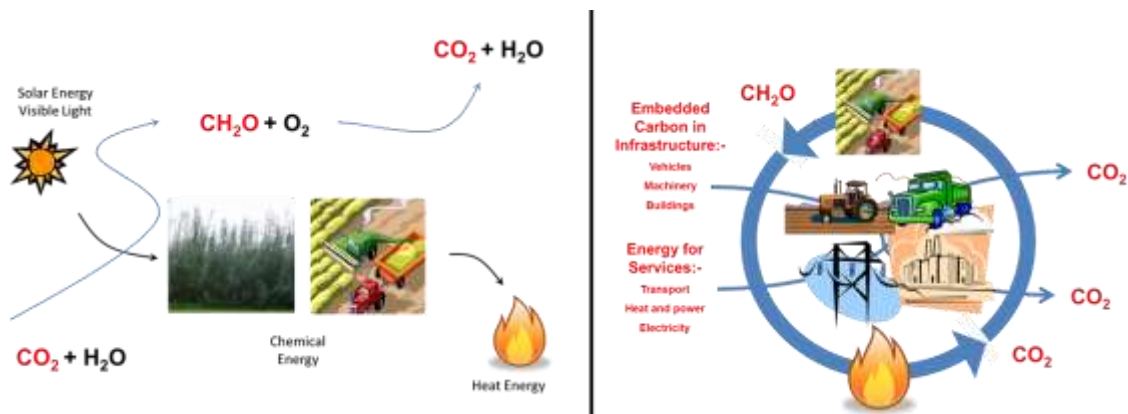 Solar Energy
Visible Light
CH₂O + O₂
CO₂ + H₂O
CO₂ + H₂O
Chemical
Energy
Heat Energy
CH₂O
Embedded
Carbon in
Infrastructure:-
Vehicles
Machinery
Buildings
Energy for
Services:-
Transport
Heat and power
Electricity
CO₂
CO₂
CO₂